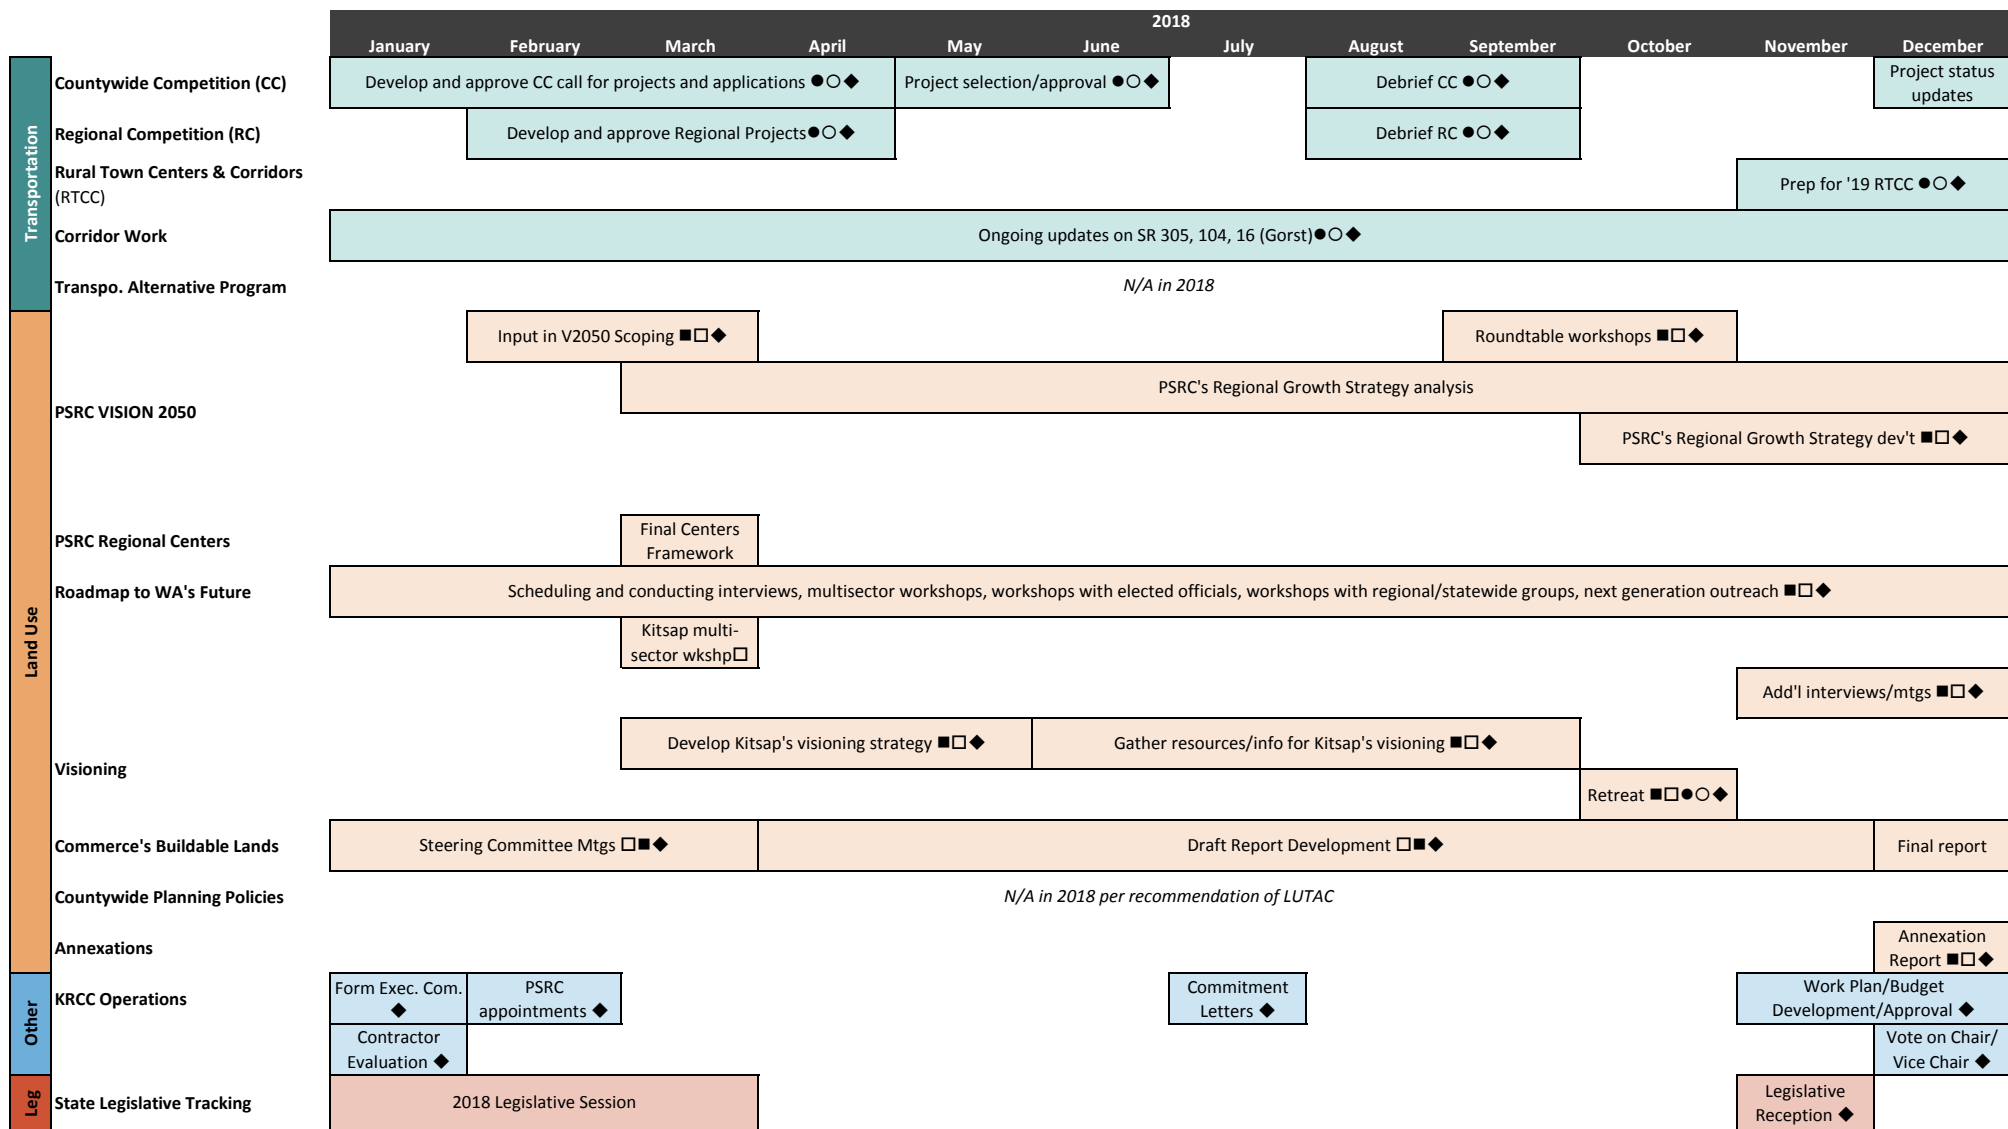 2018
January February March April May June July August September October November December
Transportation
Countywide Competition (CC)
Develop and approve CC call for projects and applications ●○◆
Project selection/approval ●○◆
Debrief CC ●○◆
Project status
updates
Regional Competition (RC)
Develop and approve Regional Projects●○◆
Debrief RC ●○◆
Rural Town Centers & Corridors
(RTCC)
Prep for '19 RTCC ●○◆
Corridor Work
Ongoing updates on SR 305, 104, 16 (Gorst)●○◆
Transpo. Alternative Program
N/A in 2018
Land Use
PSRC VISION 2050
Input in V2050 Scoping ■□◆
Roundtable workshops ■□◆
PSRC's Regional Growth Strategy analysis
PSRC's Regional Growth Strategy dev't ■□◆
PSRC Regional Centers
Final Centers
Framework
Roadmap to WA's Future
Scheduling and conducting interviews, multisector workshops, workshops with elected officials, workshops with regional/statewide groups, next generation outreach ■□◆
Kitsap multi-
sector wkshp□
Add'l interviews/mtgs ■□◆
Visioning
Develop Kitsap's visioning strategy ■□◆
Gather resources/info for Kitsap's visioning ■□◆
Retreat ■□●○◆
Commerce's Buildable Lands
Steering Committee Mtgs □■◆
Draft Report Development □■◆
Final report
Countywide Planning Policies
N/A in 2018 per recommendation of LUTAC
Annexations
Annexation
Report ■□◆
Other
KRCC Operations
Form Exec. Com.
◆
PSRC
appointments ◆
Commitment
Letters ◆
Work Plan/Budget
Development/Approval ◆
Contractor
Evaluation ◆
Vote on Chair/
Vice Chair ◆
Leg
State Legislative Tracking
2018 Legislative Session
Legislative
Reception ◆